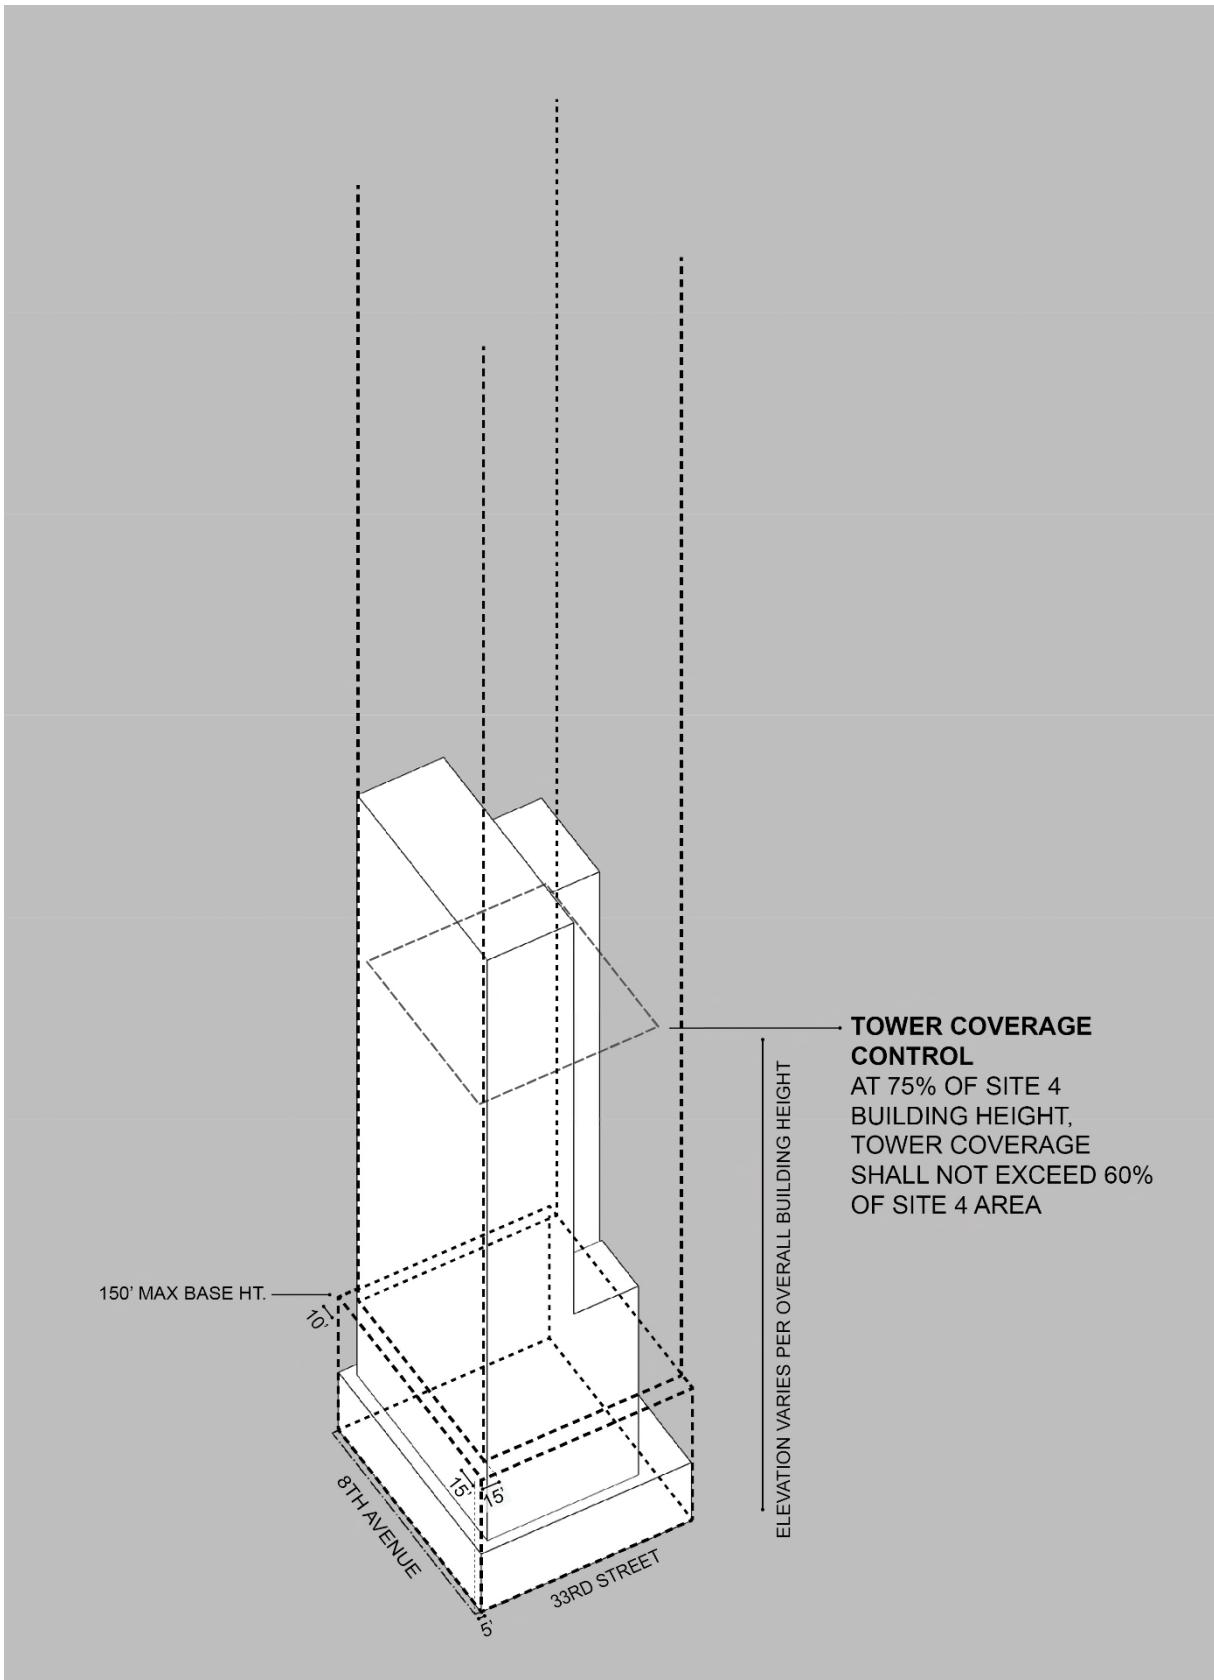 TOWER COVERAGE
CONTROL
AT 75% OF SITE 4
BUILDING HEIGHT,
TOWER COVERAGE
SHALL NOT EXCEED 60%
OF SITE 4 AREA
ELEVATION VARIES PER OVERALL BUILDING HEIGHT
150' MAX BASE HT.
10'
15'
15'
8TH AVENUE
33RD STREET
5'